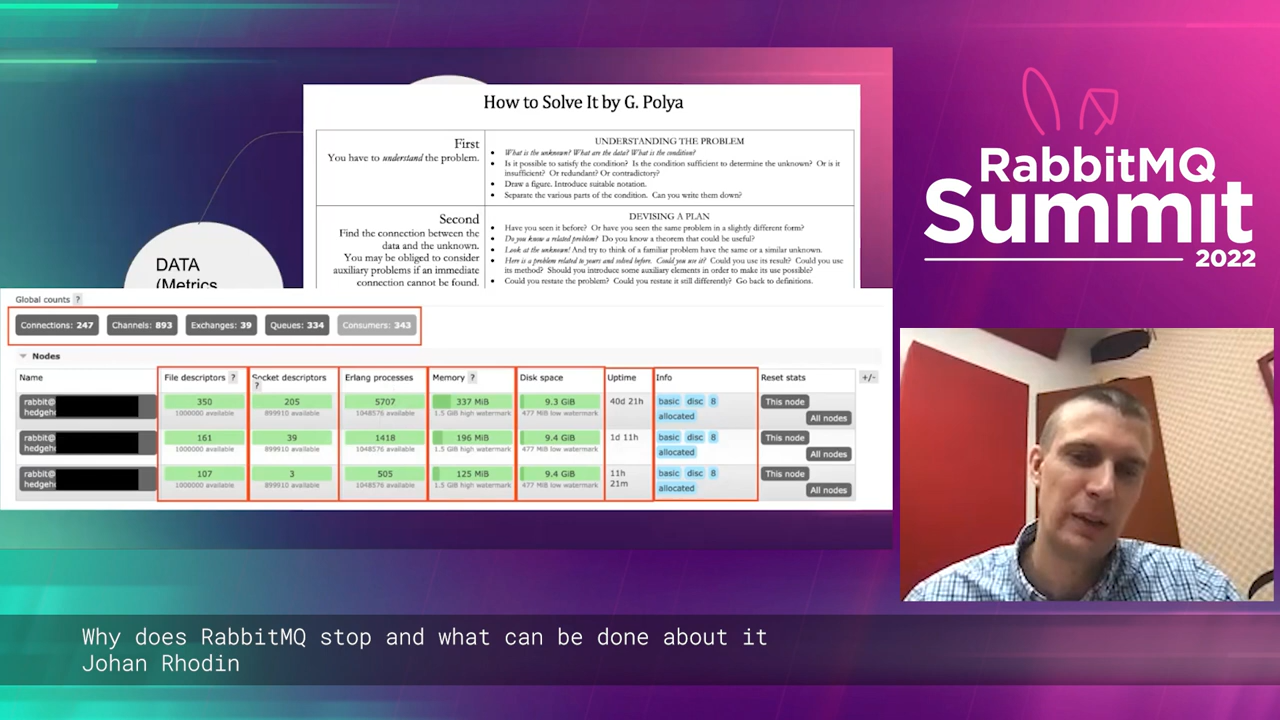 How to Solve It by G. Polya
First
You have to understand the problem.
UNDERSTANDING THE PROBLEM
• What is the unknown? What are the data? What is the condition?
• Is it possible to satisfy the condition? Is the condition sufficient to determine the unknown? Or is it
insufficient? Or redundant? Or contradictory?
• Draw a figure. Introduce suitable notation.
• Separate the various parts of the condition. Can you write them down?
Second
Find the connection between the
data and the unknown.
You may be obliged to consider
auxiliary problems if an immediate
connection cannot be found.
DEVISING A PLAN
• Have you seen it before? Or have you seen the same problem in a slightly different form?
• Do you know a related problem? Do you know a theorem that could be useful?
• Look at the unknown! And try to think of a familiar problem have the same or a similar unknown.
• Here is a problem related to yours and solved before. Could you use it? Could you use its result? Could you use
its method? Should you introduce some auxiliary elements in order to make its use possible?
• Could you restate the problem? Could you restate it still differently? Go back to definitions.
DATA
(Metrics
Global counts ?
Connections: 247 Channels: 893 Exchanges: 39 Queues: 334 Consumers: 343
Nodes
Name File descriptors ? Socket descriptors ? Erlang processes Memory ? Disk space Uptime Info Reset stats +/-
rabbit@ 350 205 5707 337 MiB 9.3 GiB 40d 21h basic disc 8 This node
hedgeh 1000000 available 899910 available 1048576 available 1.5 GiB high watermark 477 MiB low watermark allocated All nodes
rabbit@ 161 39 1418 196 MiB 9.4 GiB 1d 11h basic disc 8 This node
hedgeh 1000000 available 899910 available 1048576 available 1.5 GiB high watermark 477 MiB low watermark allocated All nodes
rabbit@ 107 3 505 125 MiB 9.4 GiB 11h basic disc 8 This node
hedgeh 1000000 available 899910 available 1048576 available 1.5 GiB high watermark 477 MiB low watermark 21m allocated All nodes
RabbitMQ
Summit
2022
Why does RabbitMQ stop and what can be done about it
Johan Rhodin